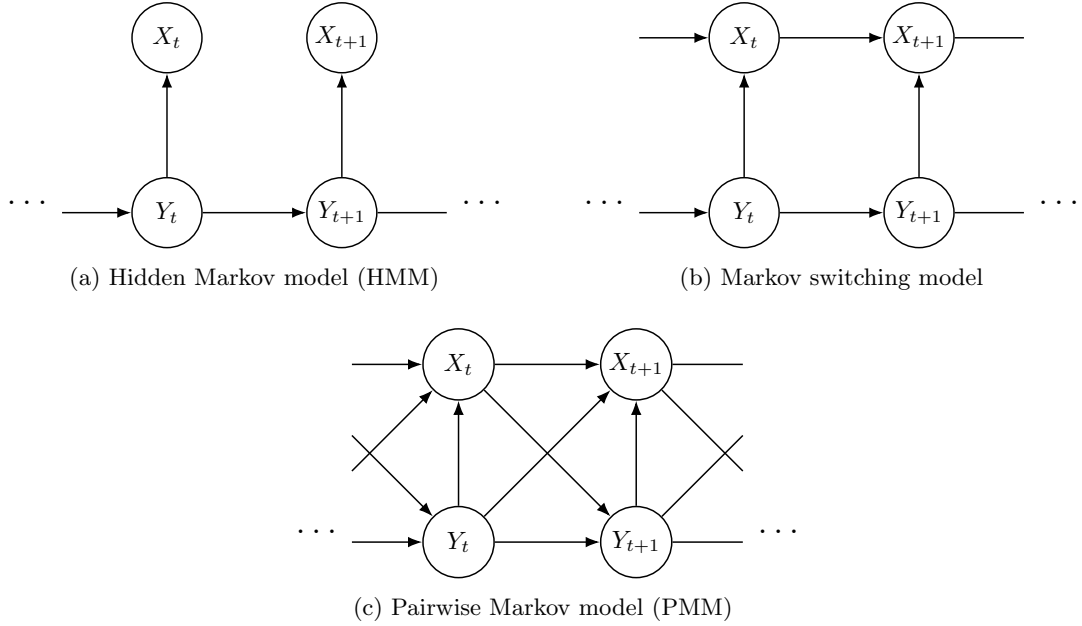 X_t X_{t+1} X_t X_{t+1}
… Y_t Y_{t+1} … … Y_t Y_{t+1} …
(a) Hidden Markov model (HMM) (b) Markov switching model
X_t X_{t+1}
… Y_t Y_{t+1} …
(c) Pairwise Markov model (PMM)